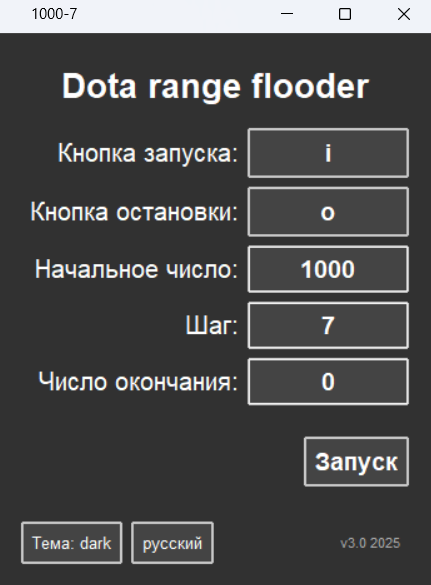 1000-7
Dota range flooder
Кнопка запуска: i
Кнопка остановки: o
Начальное число: 1000
Шаг: 7
Число окончания: 0
Запуск
Тема: dark русский v3.0 2025